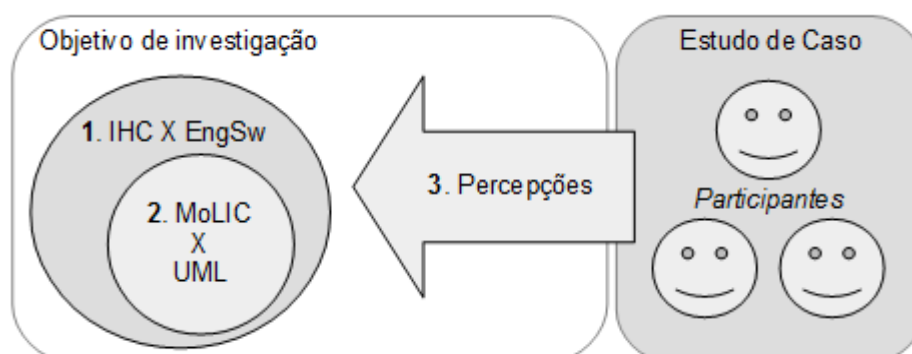 Objetivo de investigação
Estudo de Caso
1. IHC X EngSw
2. MoLIC
X
UML
3. Percepções
Participantes